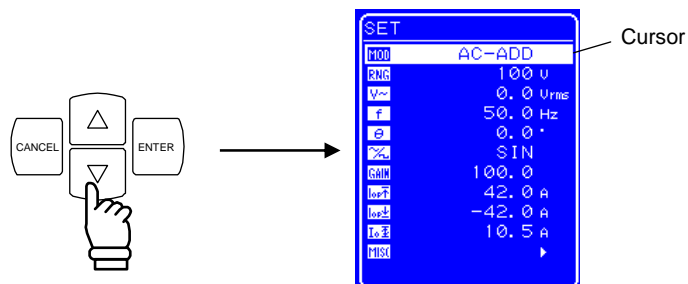 SET
Cursor
MOD AC-ADD
RNG 100 V
V~ 0.0 Vrms
f 50.0 Hz
θ 0.0 °
SIN
GAIN 100.0
42.0 A
-42.0 A
10.5 A
MISC ▶
CANCEL △ ENTER
▽